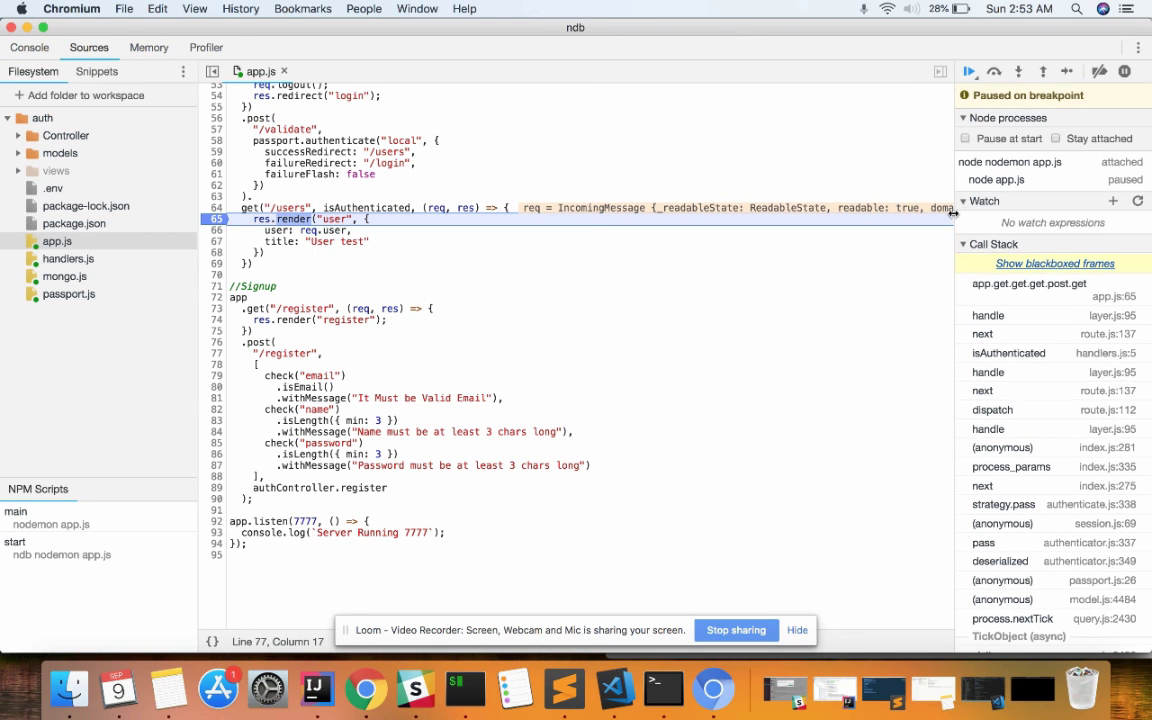 Chromium File Edit View History Bookmarks People Window Help 28% Sun 2:53 AM
ndb
Console Sources Memory Profiler
Filesystem Snippets
app.js
+ Add folder to workspace
auth
Controller
models
views
.env
package-lock.json
package.json
app.js
handlers.js
mongo.js
passport.js
NPM Scripts
main
nodemon app.js
start
ndb nodemon app.js
53 req.logout();
54 res.redirect("login");
55 })
56 .post(
57 "/validate",
58 passport.authenticate("local", {
59 successRedirect: "/users",
60 failureRedirect: "/login",
61 failureFlash: false
62 })
63 ).
64 get("/users", isAuthenticated, (req, res) => { req = IncomingMessage {_readableState: ReadableState, readable: true, doma
65 res.render("user", {
66 user: req.user,
67 title: "User test"
68 })
69 })
70
71 //Signup
72 app
73 .get("/register", (req, res) => {
74 res.render("register");
75 })
76 .post(
77 "/register",
78 [
79 check("email")
80 .isEmail()
81 .withMessage("It Must be Valid Email"),
82 check("name")
83 .isLength({ min: 3 })
84 .withMessage("Name must be at least 3 chars long"),
85 check("password")
86 .isLength({ min: 3 })
87 .withMessage("Password must be at least 3 chars long")
88 ],
89 authController.register
90 );
91
92 app.listen(7777, () => {
93 console.log(`Server Running 7777`);
94 });
95
{} Line 77, Column 17
Paused on breakpoint
Node processes
Pause at start Stay attached
node nodemon app.js attached
node app.js paused
Watch
No watch expressions
Call Stack
Show blackboxed frames
app.get.get.get.post.get
app.js:65
handle layer.js:95
next route.js:137
isAuthenticated handlers.js:5
handle layer.js:95
next route.js:137
dispatch route.js:112
handle layer.js:95
(anonymous) index.js:281
process_params index.js:335
next index.js:275
strategy.pass authenticate.js:338
(anonymous) session.js:69
pass authenticator.js:337
deserialized authenticator.js:349
(anonymous) passport.js:26
(anonymous) model.js:4484
process.nextTick query.js:2430
TickObject (async)
Loom - Video Recorder: Screen, Webcam and Mic is sharing your screen. Stop sharing Hide
SEP
9
1
IJ
$
>_